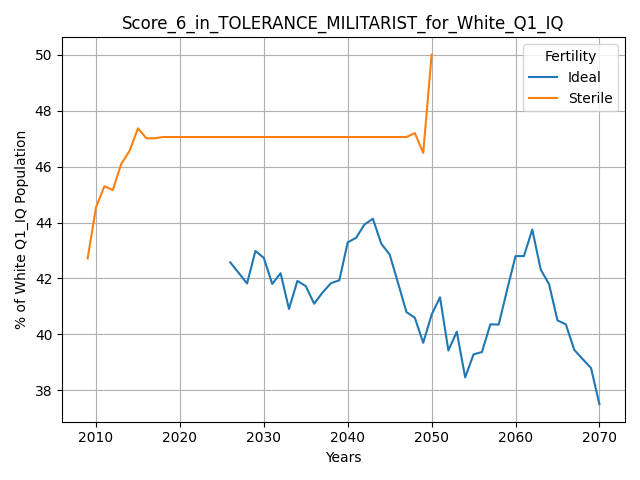 Score_6_in_TOLERANCE_MILITARIST_for_White_Q1_IQ
% of White Q1_IQ Population
50
48
46
44
42
40
38
Fertility
Ideal
Sterile
2010 2020 2030 2040 2050 2060 2070
Years